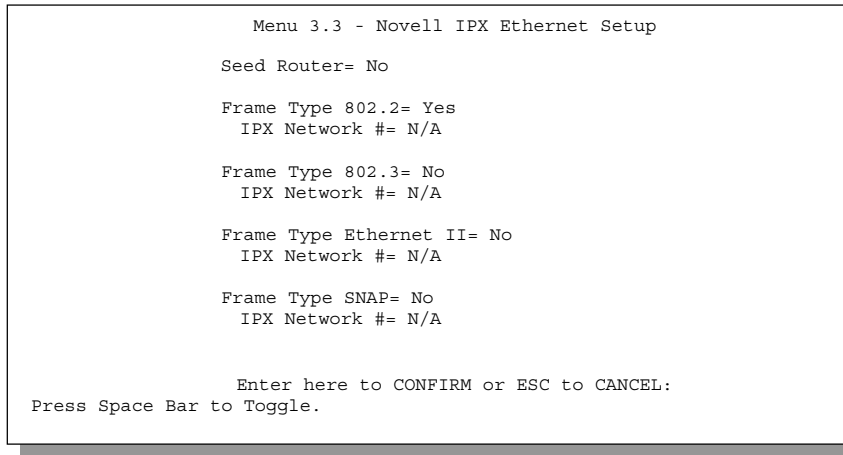 Menu 3.3 - Novell IPX Ethernet Setup
Seed Router= No
Frame Type 802.2= Yes
IPX Network #= N/A
Frame Type 802.3= No
IPX Network #= N/A
Frame Type Ethernet II= No
IPX Network #= N/A
Frame Type SNAP= No
IPX Network #= N/A
Enter here to CONFIRM or ESC to CANCEL:
Press Space Bar to Toggle.